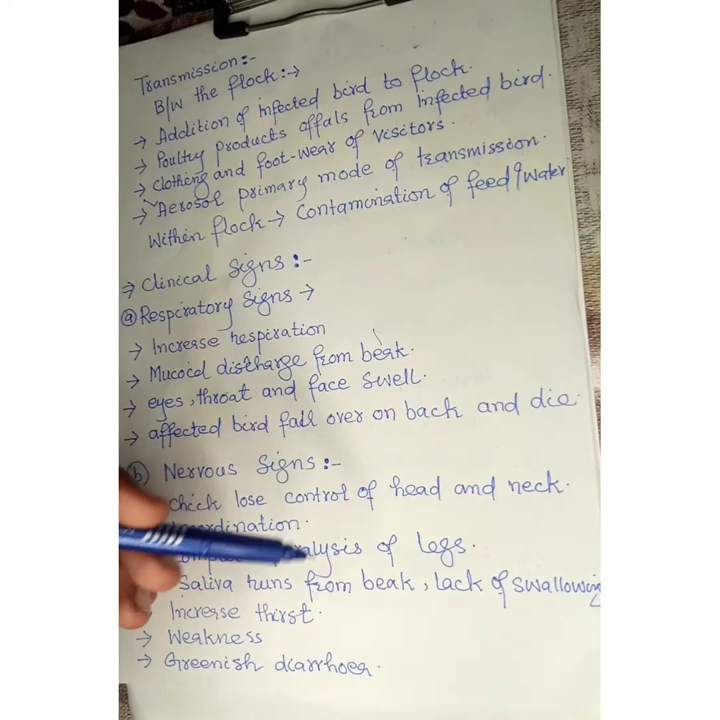 Transmission:-
B/w the flock:→
→ Addition of infected bird to flock.
→ Poultry products offals from infected bird.
→ Clothing and foot-wear of visitors.
→ Aerosol primary mode of transmission.
Within flock → Contamination of feed & water
→ Clinical Signs:-
ⓐ Respiratory Signs →
→ Increase respiration
→ Mucocol discharge from beak.
→ eyes, throat and face swell.
→ affected bird fall over on back and die.
ⓑ Nervous Signs:-
Chick lose control of head and neck.
ordination.
ralysis of legs.
Saliva runs from beak, lack of swallowing
Increse thirst.
→ Weakness
→ Greenish diarrhoea.